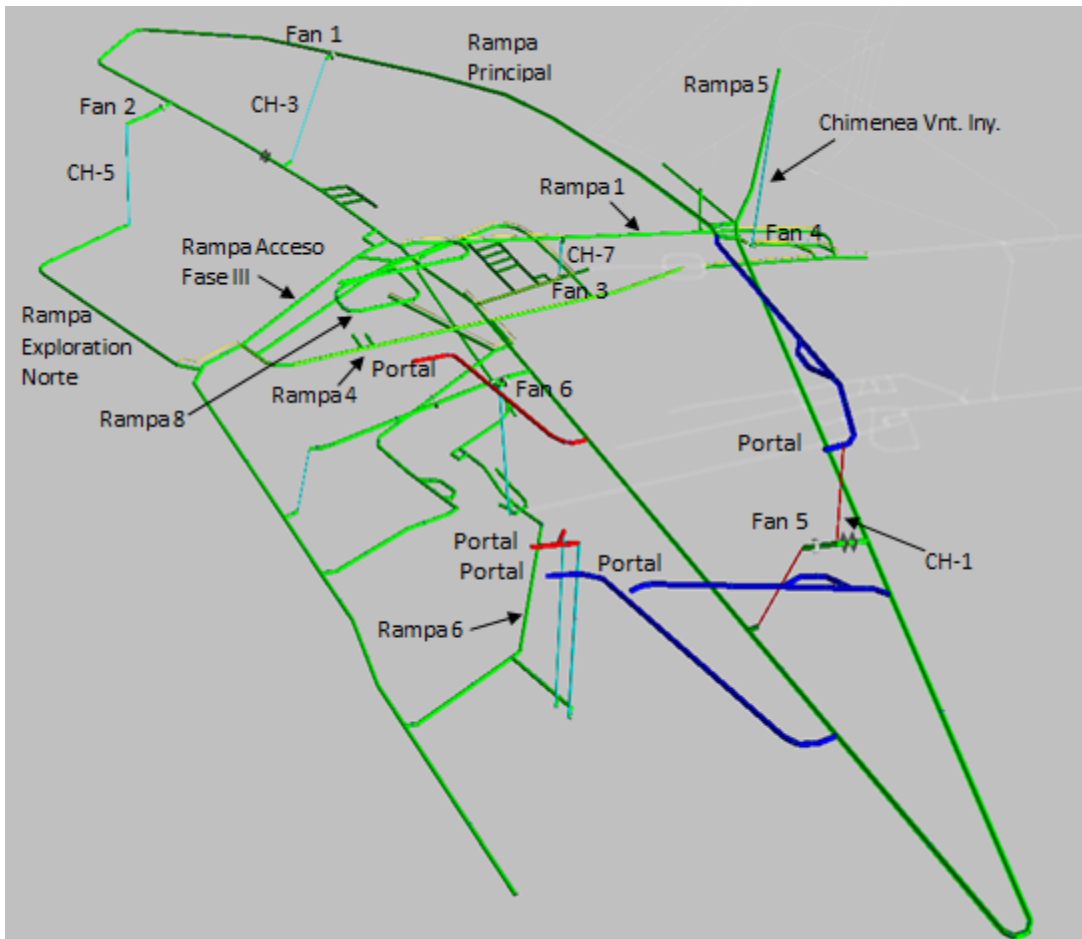 Fan 1
Rampa
Principal
Rampa 5
Fan 2
CH-3
Chimenea Vnt. Iny.
CH-5
Rampa 1
Fan 4
Rampa Acceso
Fase III
CH-7
Fan 3
Rampa
Exploration
Norte
Rampa 8
Rampa 4
Portal
Fan 6
Portal
Fan 5
CH-1
Portal
Portal
Portal
Rampa 6